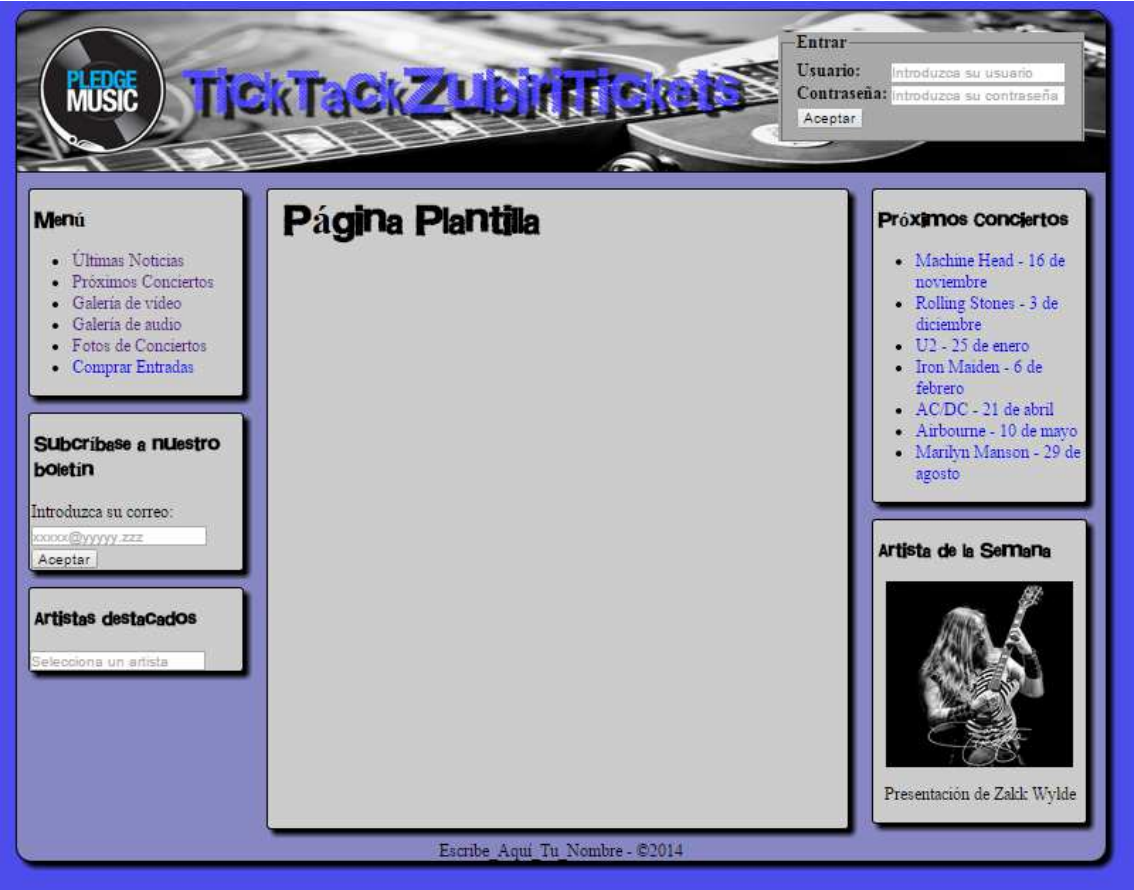 PLEDGE
MUSIC
TickTackZubiriTickets
Entrar
Usuario: Introduzca su usuario
Contraseña: Introduzca su contraseña
Aceptar
Menú
Últimas Noticias
Próximos Conciertos
Galería de vídeo
Galería de audio
Fotos de Conciertos
Comprar Entradas
Subcríbase a nuestro
boletín
Introduzca su correo:
xxxxx@yyyyy.zzz
Aceptar
Artistas destacados
Selecciona un artista
Página Plantilla
Próximos Conciertos
Machine Head - 16 de
noviembre
Rolling Stones - 3 de
diciembre
U2 - 25 de enero
Iron Maiden - 6 de
febrero
AC/DC - 21 de abril
Airbourne - 10 de mayo
Marilyn Manson - 29 de
agosto
Artista de la Semana
Presentación de Zakk Wylde
Escribe_Aquí_Tu_Nombre - ©2014